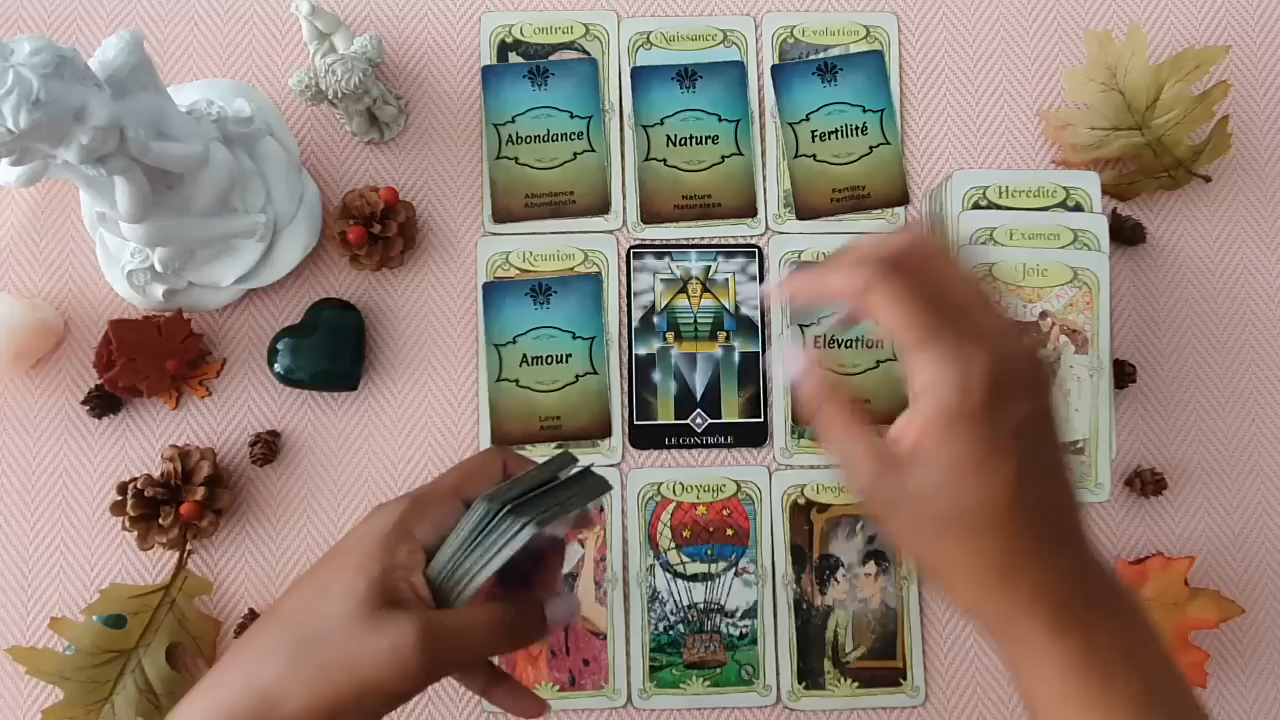 Contrat
Naissance
Evolution
Abondance
Abundance
Abundancia
Nature
Nature
Naturaleza
Fertilité
Fertility
Fertilidad
Hérédité
Examen
Joie
Reunion
Amour
Love
Amor
LE CONTRÔLE
Elévation
Voyage